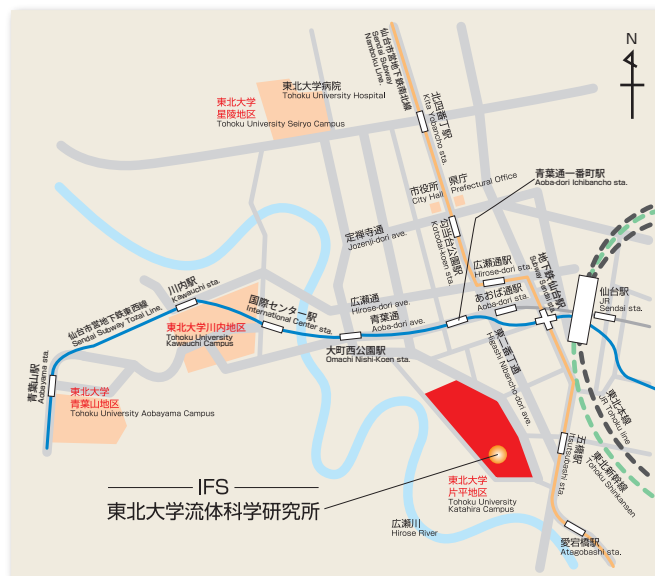 仙台市営地下鉄南北線
Sendai Subway
Namboku Line.
N
東北大学病院
Tohoku University Hospital
東北大学
星陵地区
Tohoku University Seiryo Campus
北四番丁駅
Kita Yobancho sta.
県庁
Prefectural Office
市役所
City Hall
青葉通一番町駅
Aoba-dori Ichibancho sta.
勾当台公園駅
Kotodai-koen sta.
定禅寺通
Jozenji-dori ave.
広瀬通駅
Hirose-dori sta.
地下鉄仙台駅
Subway Sendai sta.
仙台駅
JR
Sendai sta.
あおば通駅
Aoba-dori sta.
川内駅
Kawauchi sta.
仙台市営地下鉄東西線
Sendai Subway Tozai Line.
国際センター駅
International Center sta.
広瀬通
Hirose-dori ave.
青葉通
Aoba-dori ave.
東北大学川内地区
Tohoku University
Kawauchi Campus
大町西公園駅
Omachi Nishi-Koen sta.
東二番丁通
Higashi Nibancho-dori ave.
青葉山駅
Aobayama sta.
東北大学
青葉山地区
Tohoku University Aobayama Campus
東北本線
JR Tohoku line
東北新幹線
Tohoku Shinkansen
五橋駅
Itsutsubashi sta.
IFS
東北大学流体科学研究所
東北大学
片平地区
Tohoku University
Katahira Campus
広瀬川
Hirose River
愛宕橋駅
Atagobashi sta.